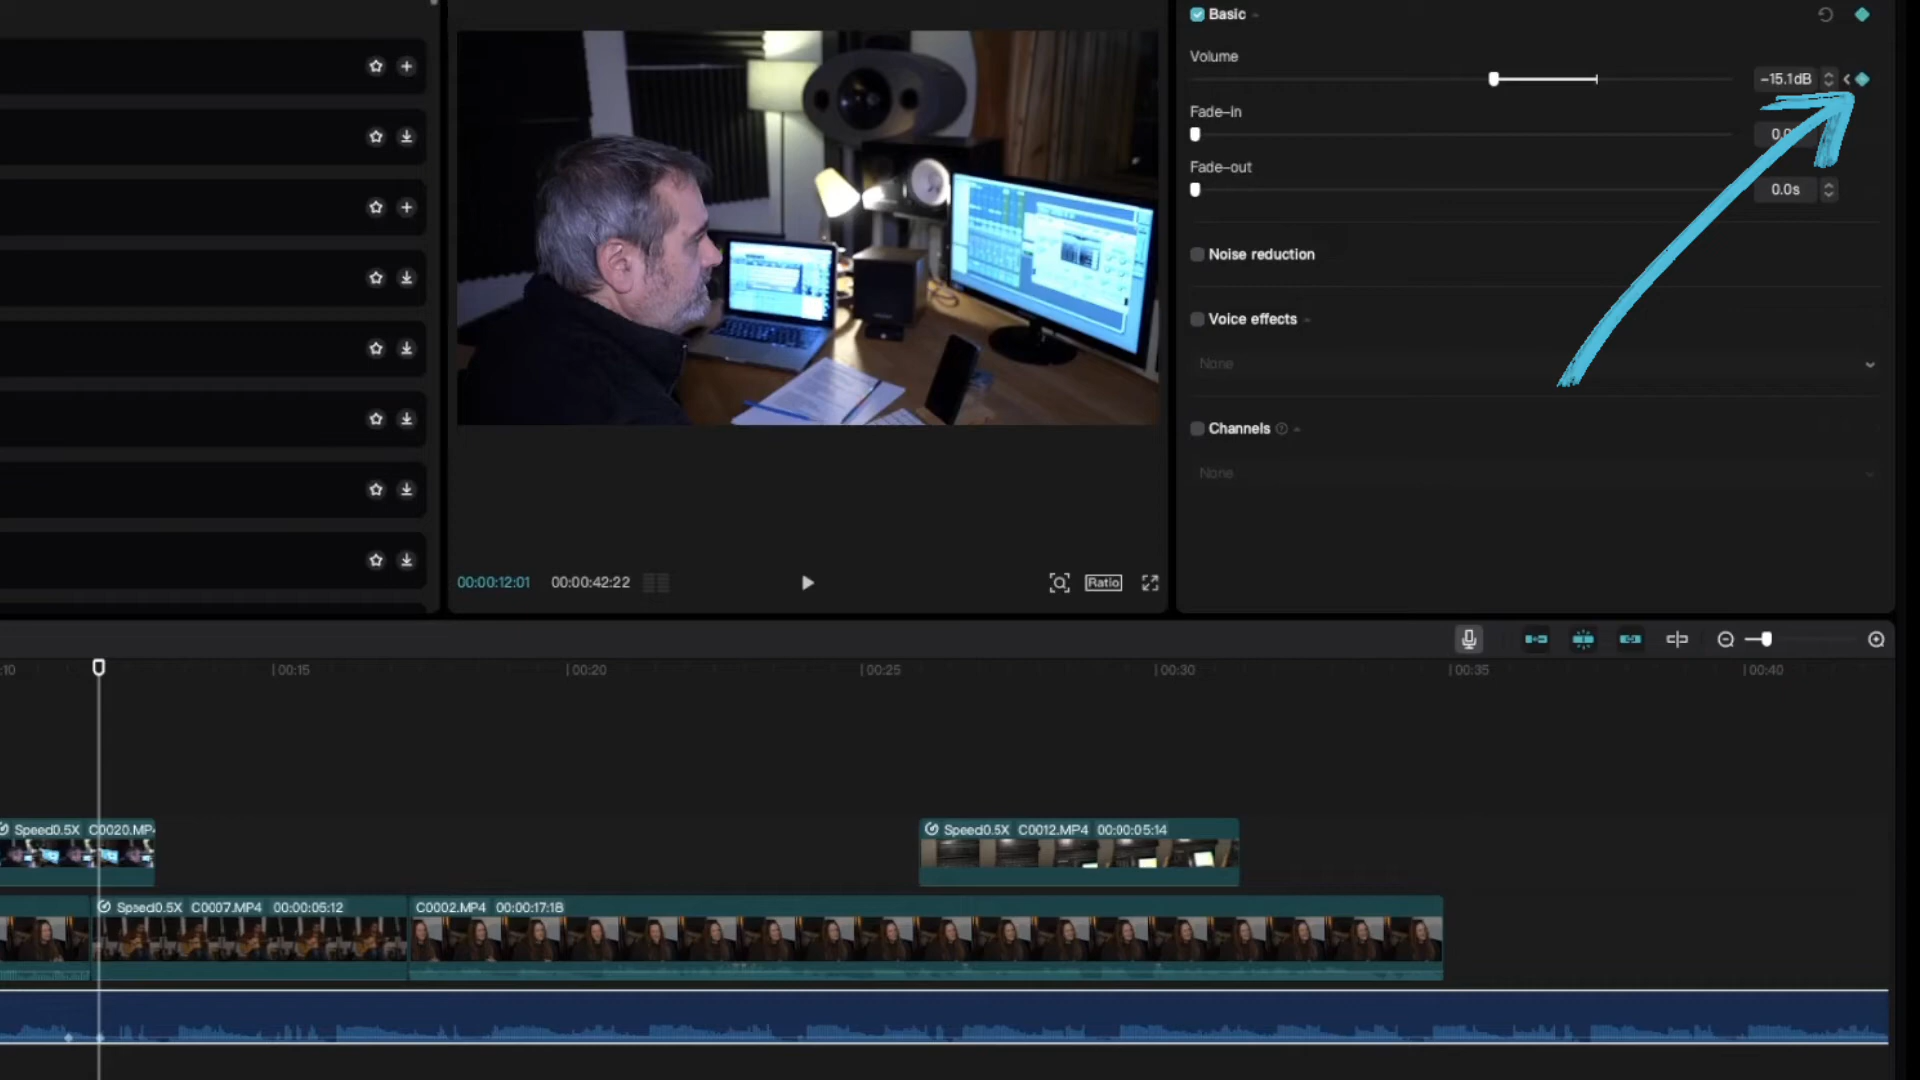 Basic
Volume
-15.1dB
Fade-in
Fade-out
0.0s
Noise reduction
Voice effects
None
Channels
None
00:00:12:01 00:00:42:22
Ratio
:10 00:15 00:20 00:25 00:30 00:35 00:40
Speed0.5X C0020.MP4
Speed0.5X C0012.MP4 00:00:05:14
Speed0.5X C0007.MP4 00:00:05:12
C0002.MP4 00:00:17:18